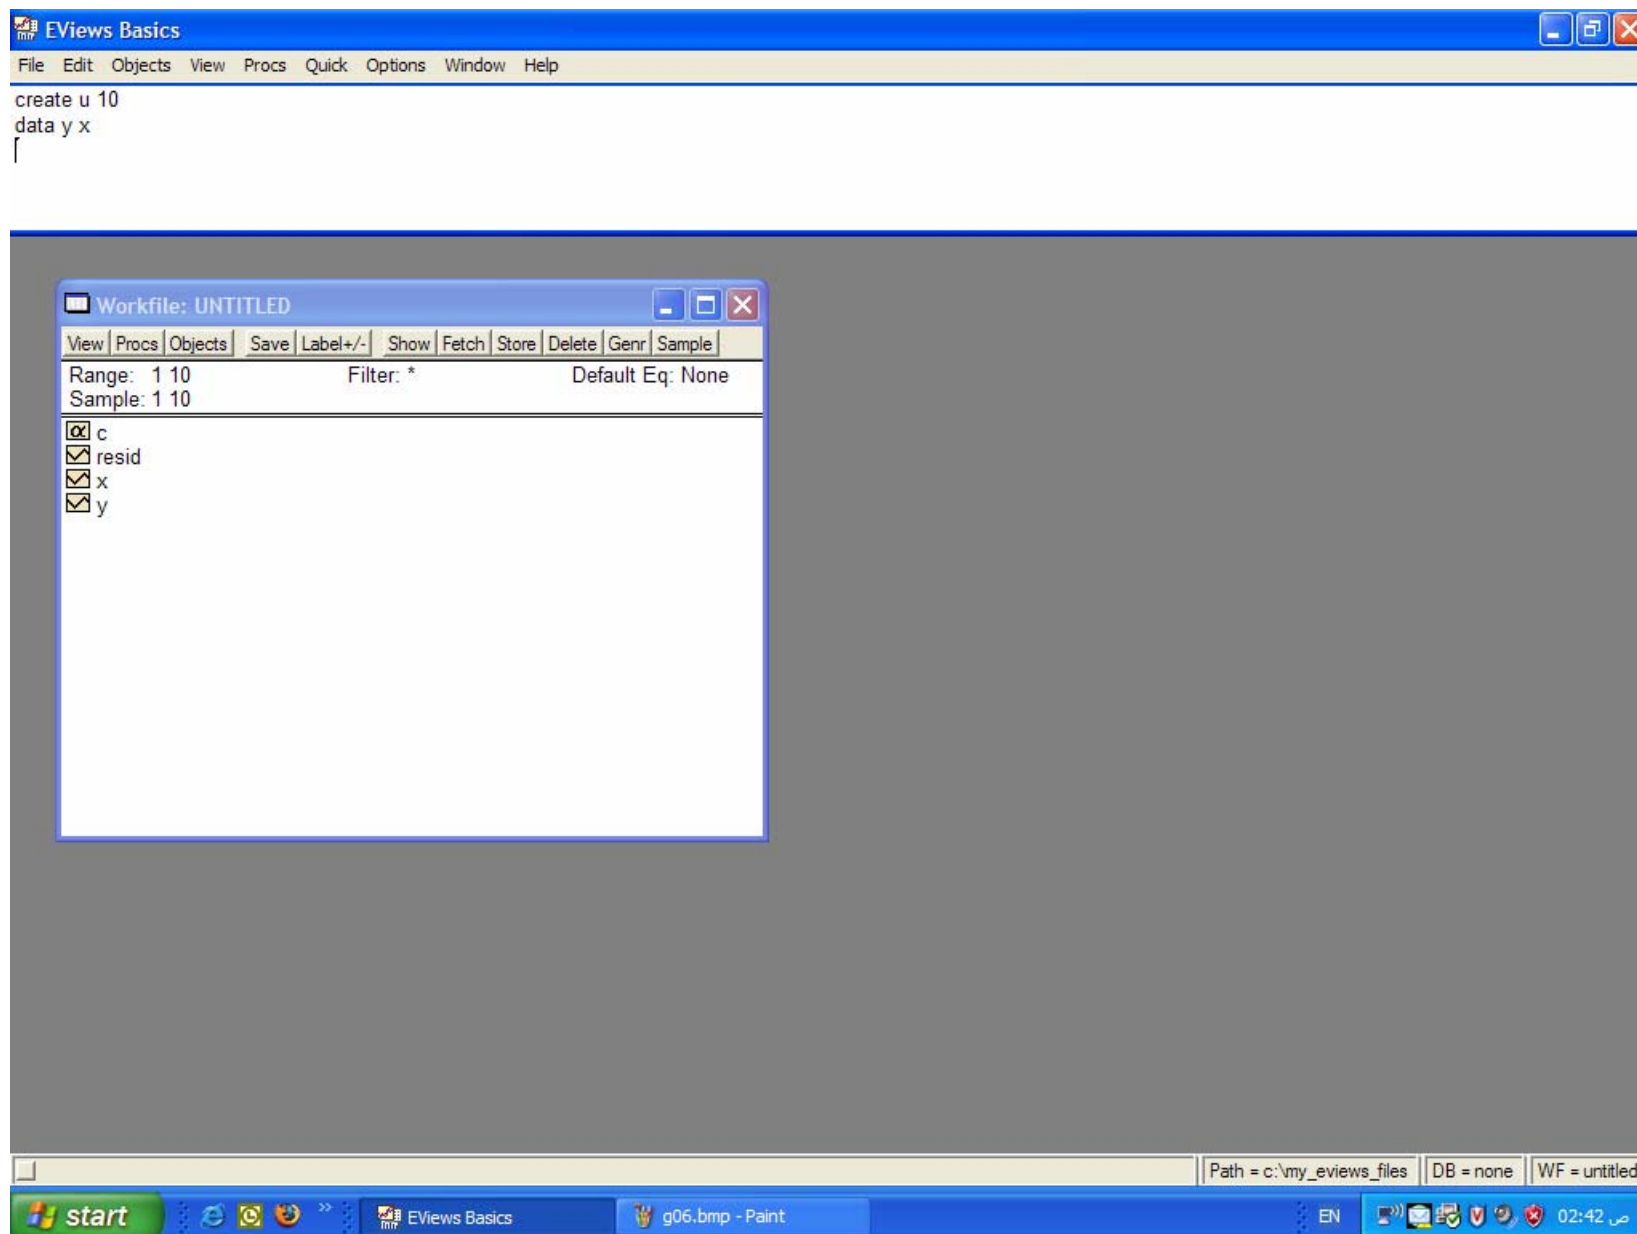 EViews Basics
File Edit Objects View Procs Quick Options Window Help
create u 10
data y x
Workfile: UNTITLED
View Procs Objects Save Label+/- Show Fetch Store Delete Genr Sample
Range: 1 10 Filter: * Default Eq: None
Sample: 1 10
α c
resid
x
y
Path = c:\my_eviews_files DB = none WF = untitled
start EViews Basics g06.bmp - Paint EN 02:42 ص